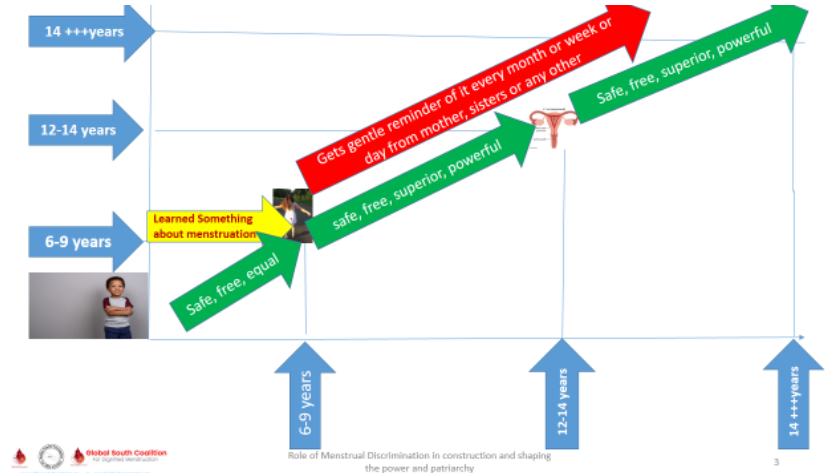 14 +++years
Gets gentle reminder of it every month or week or
day from mother, sisters or any other
Safe, free, superior, powerful
12-14 years
safe, free, superior, powerful
Learned Something
about menstruation
6-9 years
Safe, free, equal
6-9 years
12-14 years
14 +++years
Global South Coalition
For Dignified Menstruation
Role of Menstrual Discrimination in construction and shaping
the power and patriarchy
3